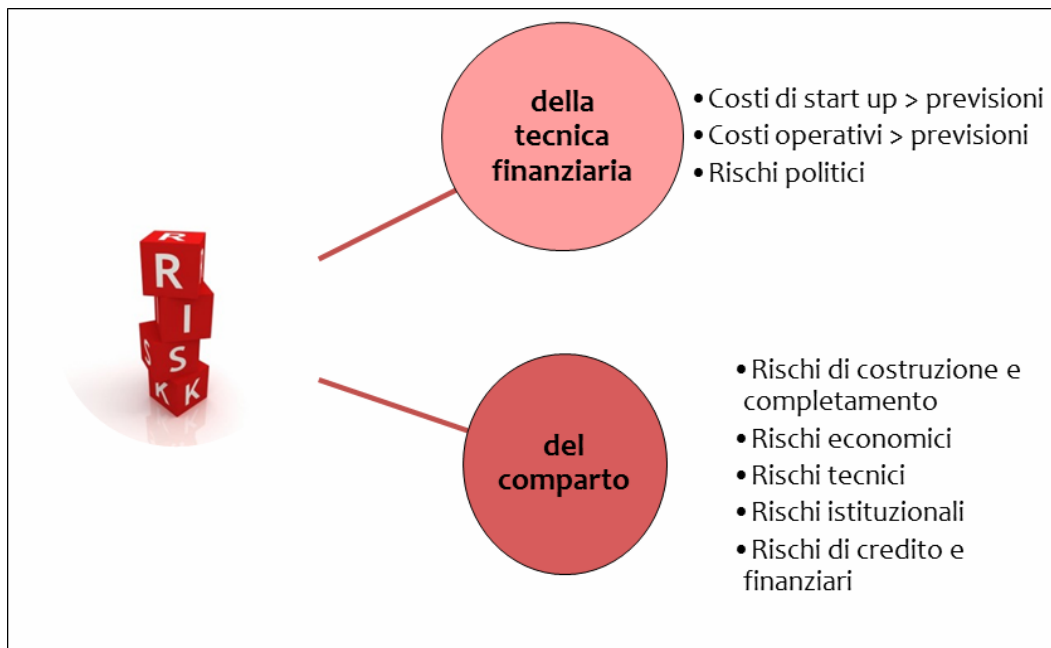 R
R
I
S
S
K
K
della
tecnica
finanziaria
• Costi di start up > previsioni
• Costi operativi > previsioni
• Rischi politici
del
comparto
• Rischi di costruzione e
completamento
• Rischi economici
• Rischi tecnici
• Rischi istituzionali
• Rischi di credito e
finanziari